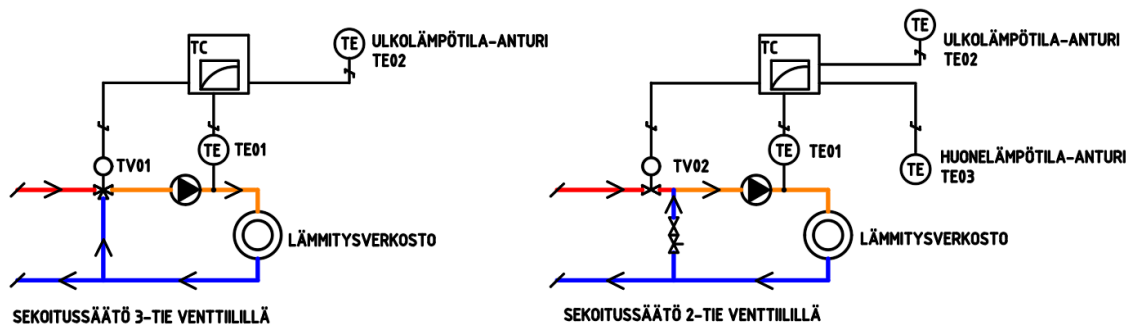 TC
TE
ULKOLÄMPÖTILA-ANTURI
TE02
TE
TE01
TV01
LÄMMITYSVERKOSTO
SEKOITUSSÄÄTÖ 3-TIE VENTTIILILLÄ
TC
TE
ULKOLÄMPÖTILA-ANTURI
TE02
TE
TE01
TE
HUONELÄMPÖTILA-ANTURI
TE03
TV02
LÄMMITYSVERKOSTO
SEKOITUSSÄÄTÖ 2-TIE VENTTIILILLÄ